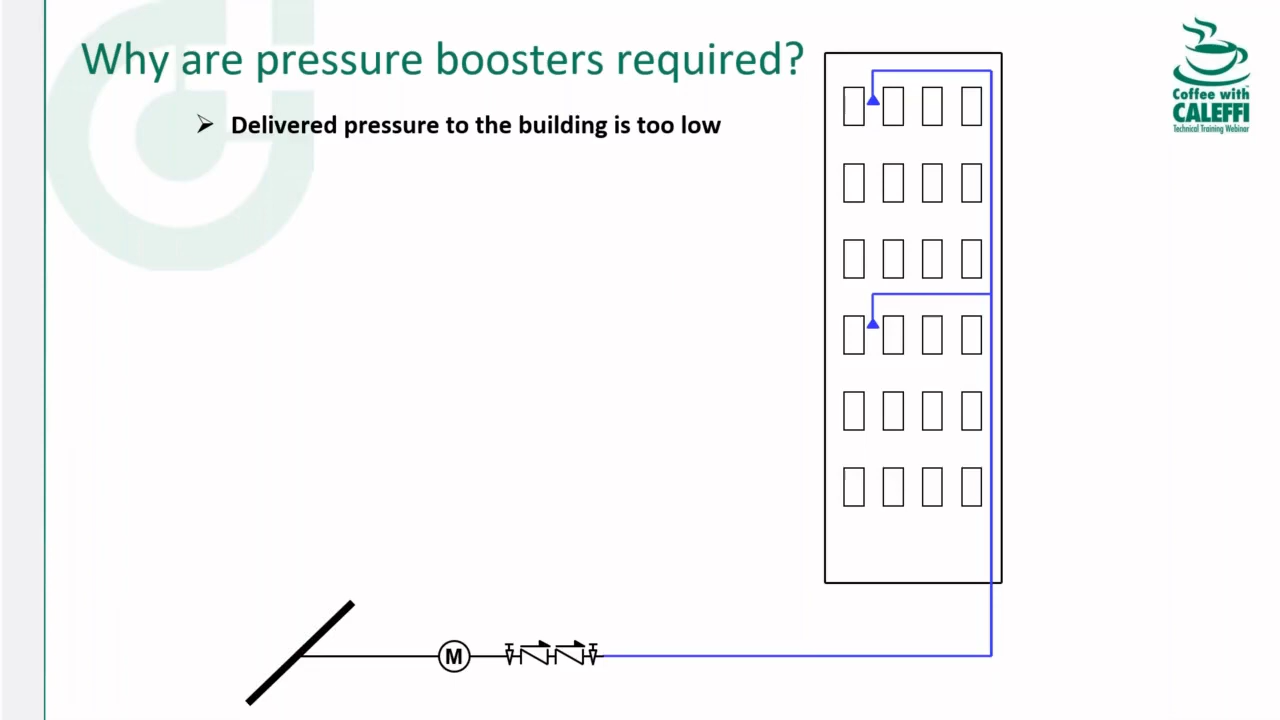 Why are pressure boosters required?
Delivered pressure to the building is too low
Coffee with
CALEFFI
Technical Training Webinar
M